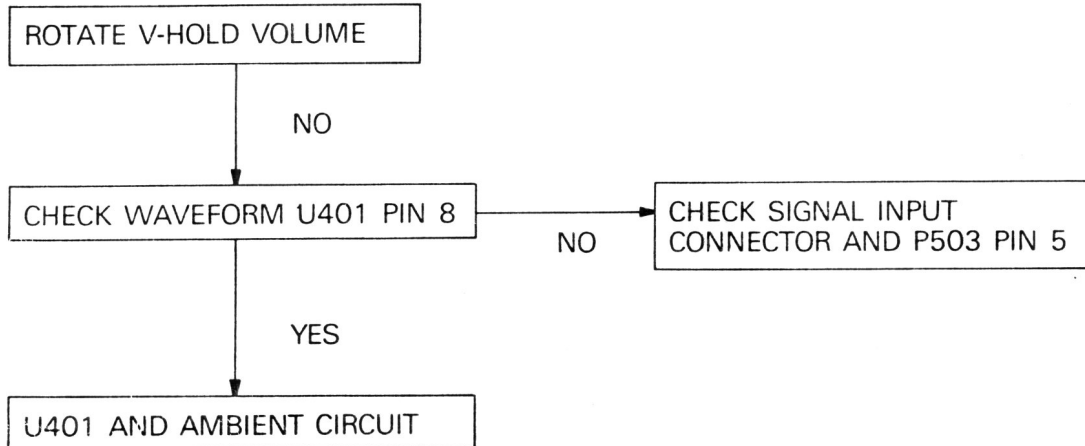 ROTATE V-HOLD VOLUME
NO
CHECK WAVEFORM U401 PIN 8
NO
CHECK SIGNAL INPUT
CONNECTOR AND P503 PIN 5
YES
U401 AND AMBIENT CIRCUIT